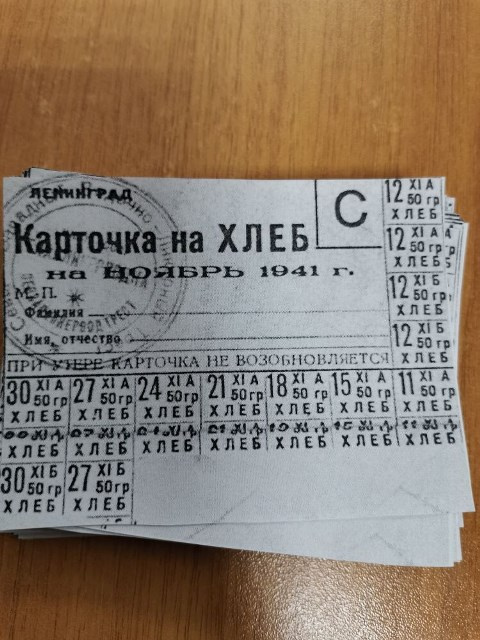 ЛЕНИНГРАД
Карточка на ХЛЕБ
на НОЯБРЬ 1941 г.
С
М. П.
Фамилия
Имя, отчество
ПРИ УТЕРЕ КАРТОЧКА НЕ ВОЗОБНОВЛЯЕТСЯ
12 XI А 50 гр ХЛЕБ
12 XI А 50 гр ХЛЕБ
12 XI Б 50 гр ХЛЕБ
12 XI Б 50 гр ХЛЕБ
30 XI А 27 XI А 24 XI А 21 XI А 18 XI А 15 XI А 11 XI А
50 гр 50 гр 50 гр 50 гр 50 гр 50 гр 50 гр
ХЛЕБ ХЛЕБ ХЛЕБ ХЛЕБ ХЛЕБ ХЛЕБ ХЛЕБ
ХЛЕБ ХЛЕБ ХЛЕБ ХЛЕБ ХЛЕБ ХЛЕБ ХЛЕБ
30 XI Б 27 XI Б
50 гр 50 гр
ХЛЕБ ХЛЕБ